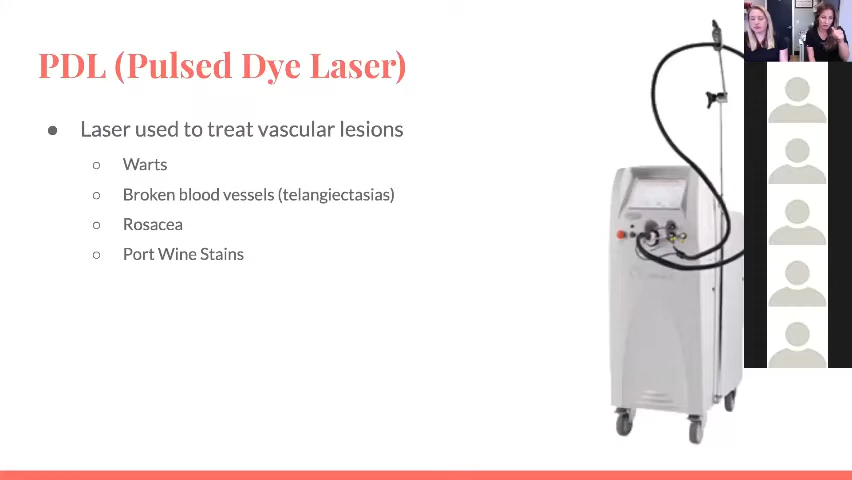 PDL (Pulsed Dye Laser)
● Laser used to treat vascular lesions
○ Warts
○ Broken blood vessels (telangiectasias)
○ Rosacea
○ Port Wine Stains